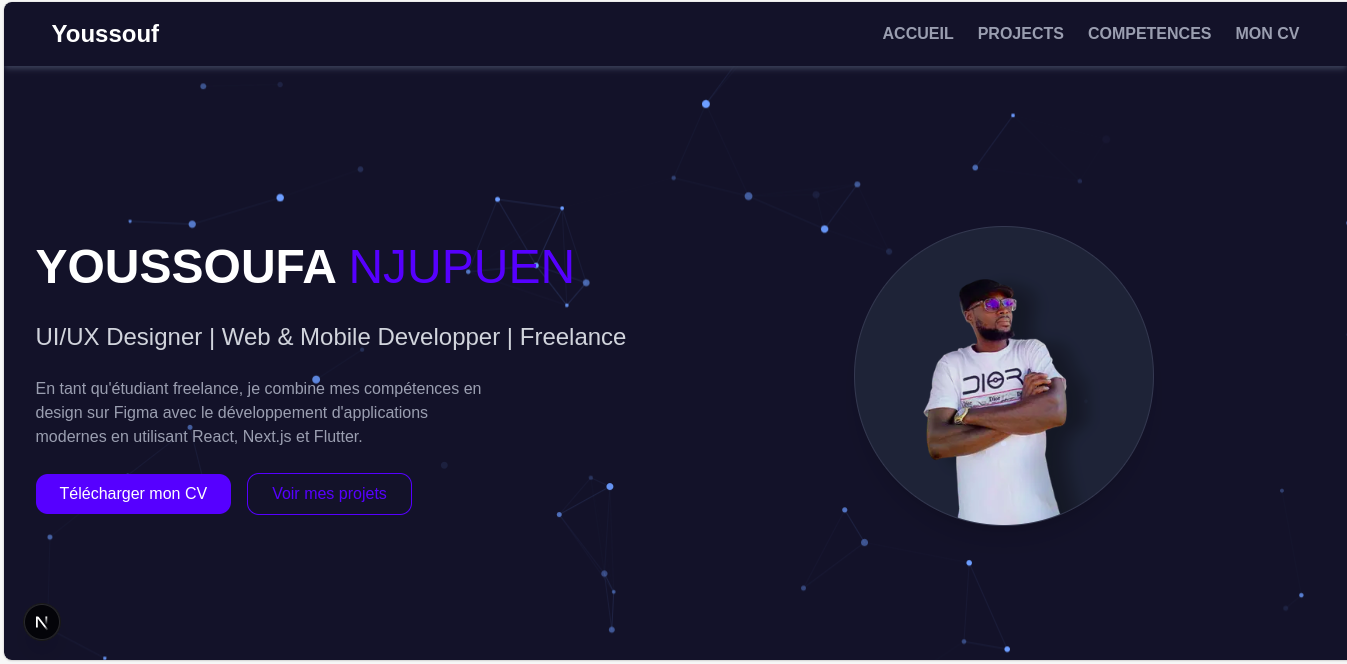 Youssouf
ACCUEIL PROJECTS COMPETENCES MON CV
YOUSSOUFA NJUPUEN
UI/UX Designer | Web & Mobile Developper | Freelance
En tant qu'étudiant freelance, je combine mes compétences en
design sur Figma avec le développement d'applications
modernes en utilisant React, Next.js et Flutter.
Télécharger mon CV Voir mes projets
DIOR
Dior
N